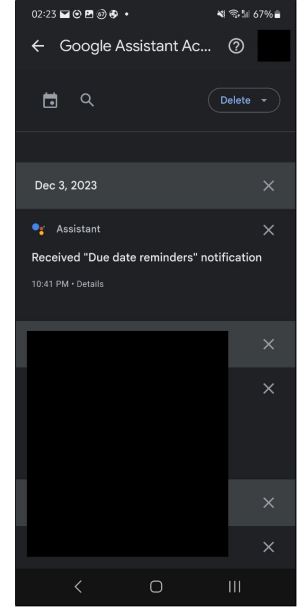 02:23 67%
Google Assistant Ac...
Delete
Dec 3, 2023
Assistant
Received "Due date reminders" notification
10:41 PM • Details